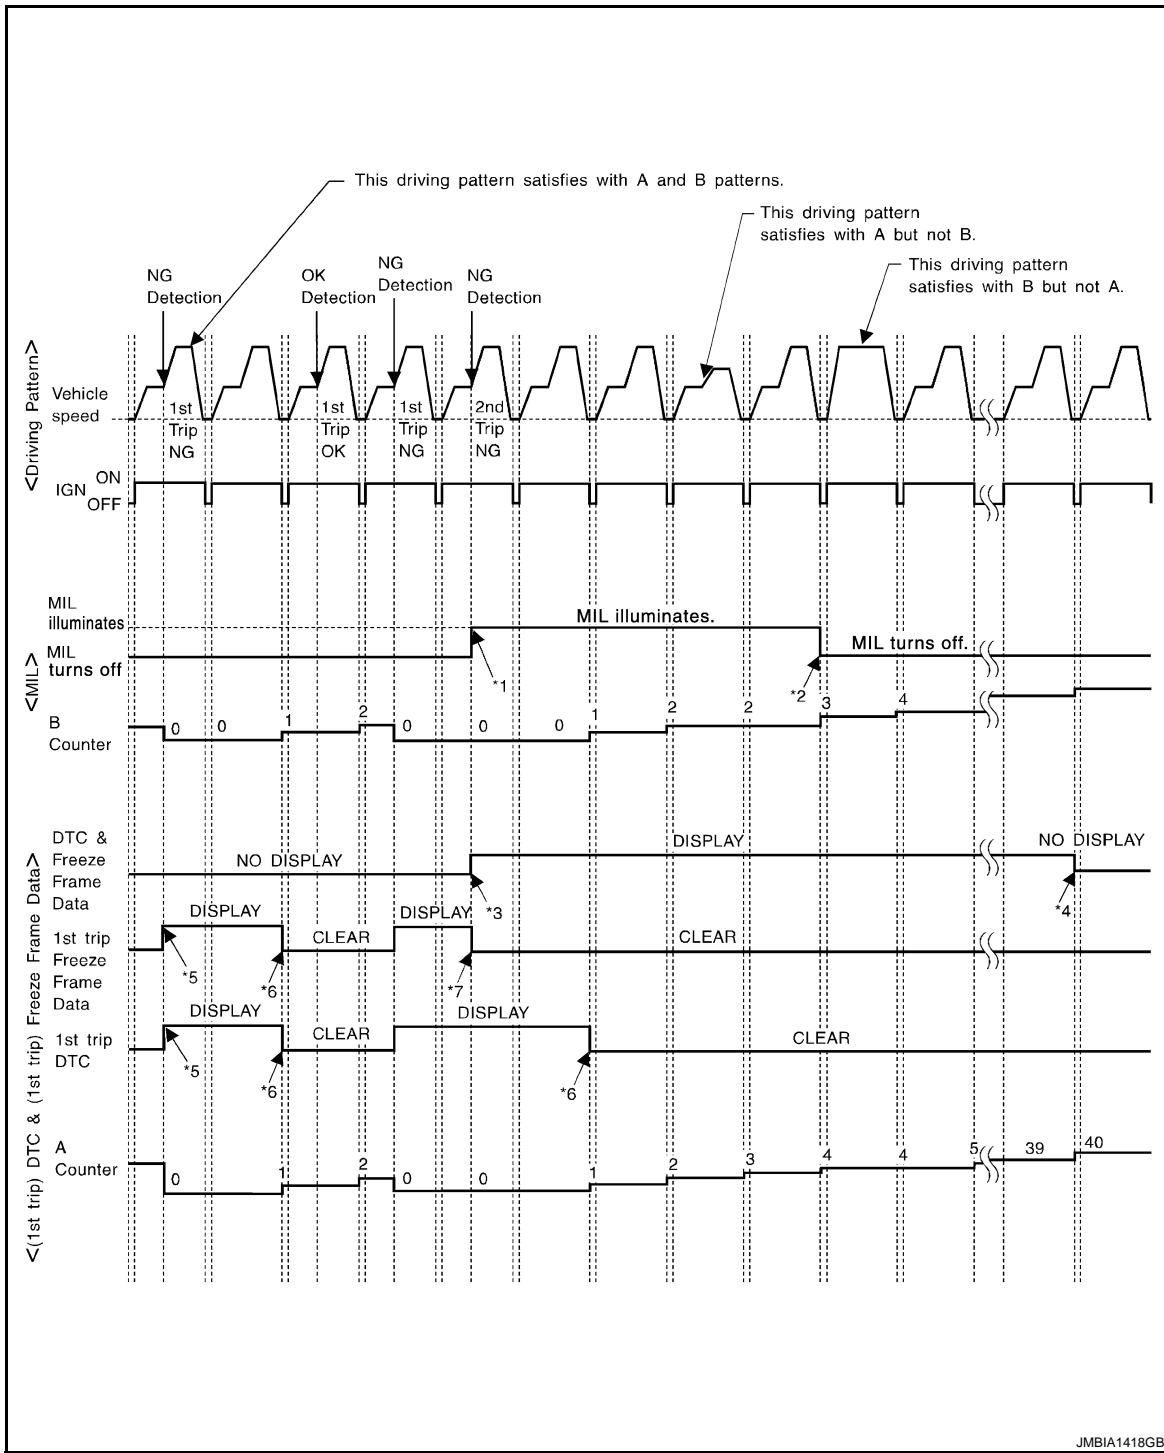 This driving pattern satisfies with A and B patterns.
This driving pattern
satisfies with A but not B.
This driving pattern
satisfies with B but not A.
NG
Detection
OK
Detection
NG
Detection
NG
Detection
<Driving Pattern>
Vehicle
speed
1st
Trip
NG
1st
Trip
OK
1st
Trip
NG
2nd
Trip
NG
IGN ON
OFF
<MIL>
MIL
illuminates
MIL illuminates.
MIL
turns off
MIL turns off.
*1
*2
B
Counter
0 0 1 2 0 0 0 1 2 2 3 4
<(1st trip) DTC & (1st trip) Freeze Frame Data>
DTC &
Freeze
Frame
Data
NO DISPLAY
DISPLAY
NO DISPLAY
*3
*4
1st trip
Freeze
Frame
Data
DISPLAY
CLEAR
DISPLAY
CLEAR
*5
*6
*7
1st trip
DTC
DISPLAY
CLEAR
DISPLAY
CLEAR
*5
*6
*6
A
Counter
0 1 2 0 0 1 2 3 4 4 5 39 40
JMBIA1418GB